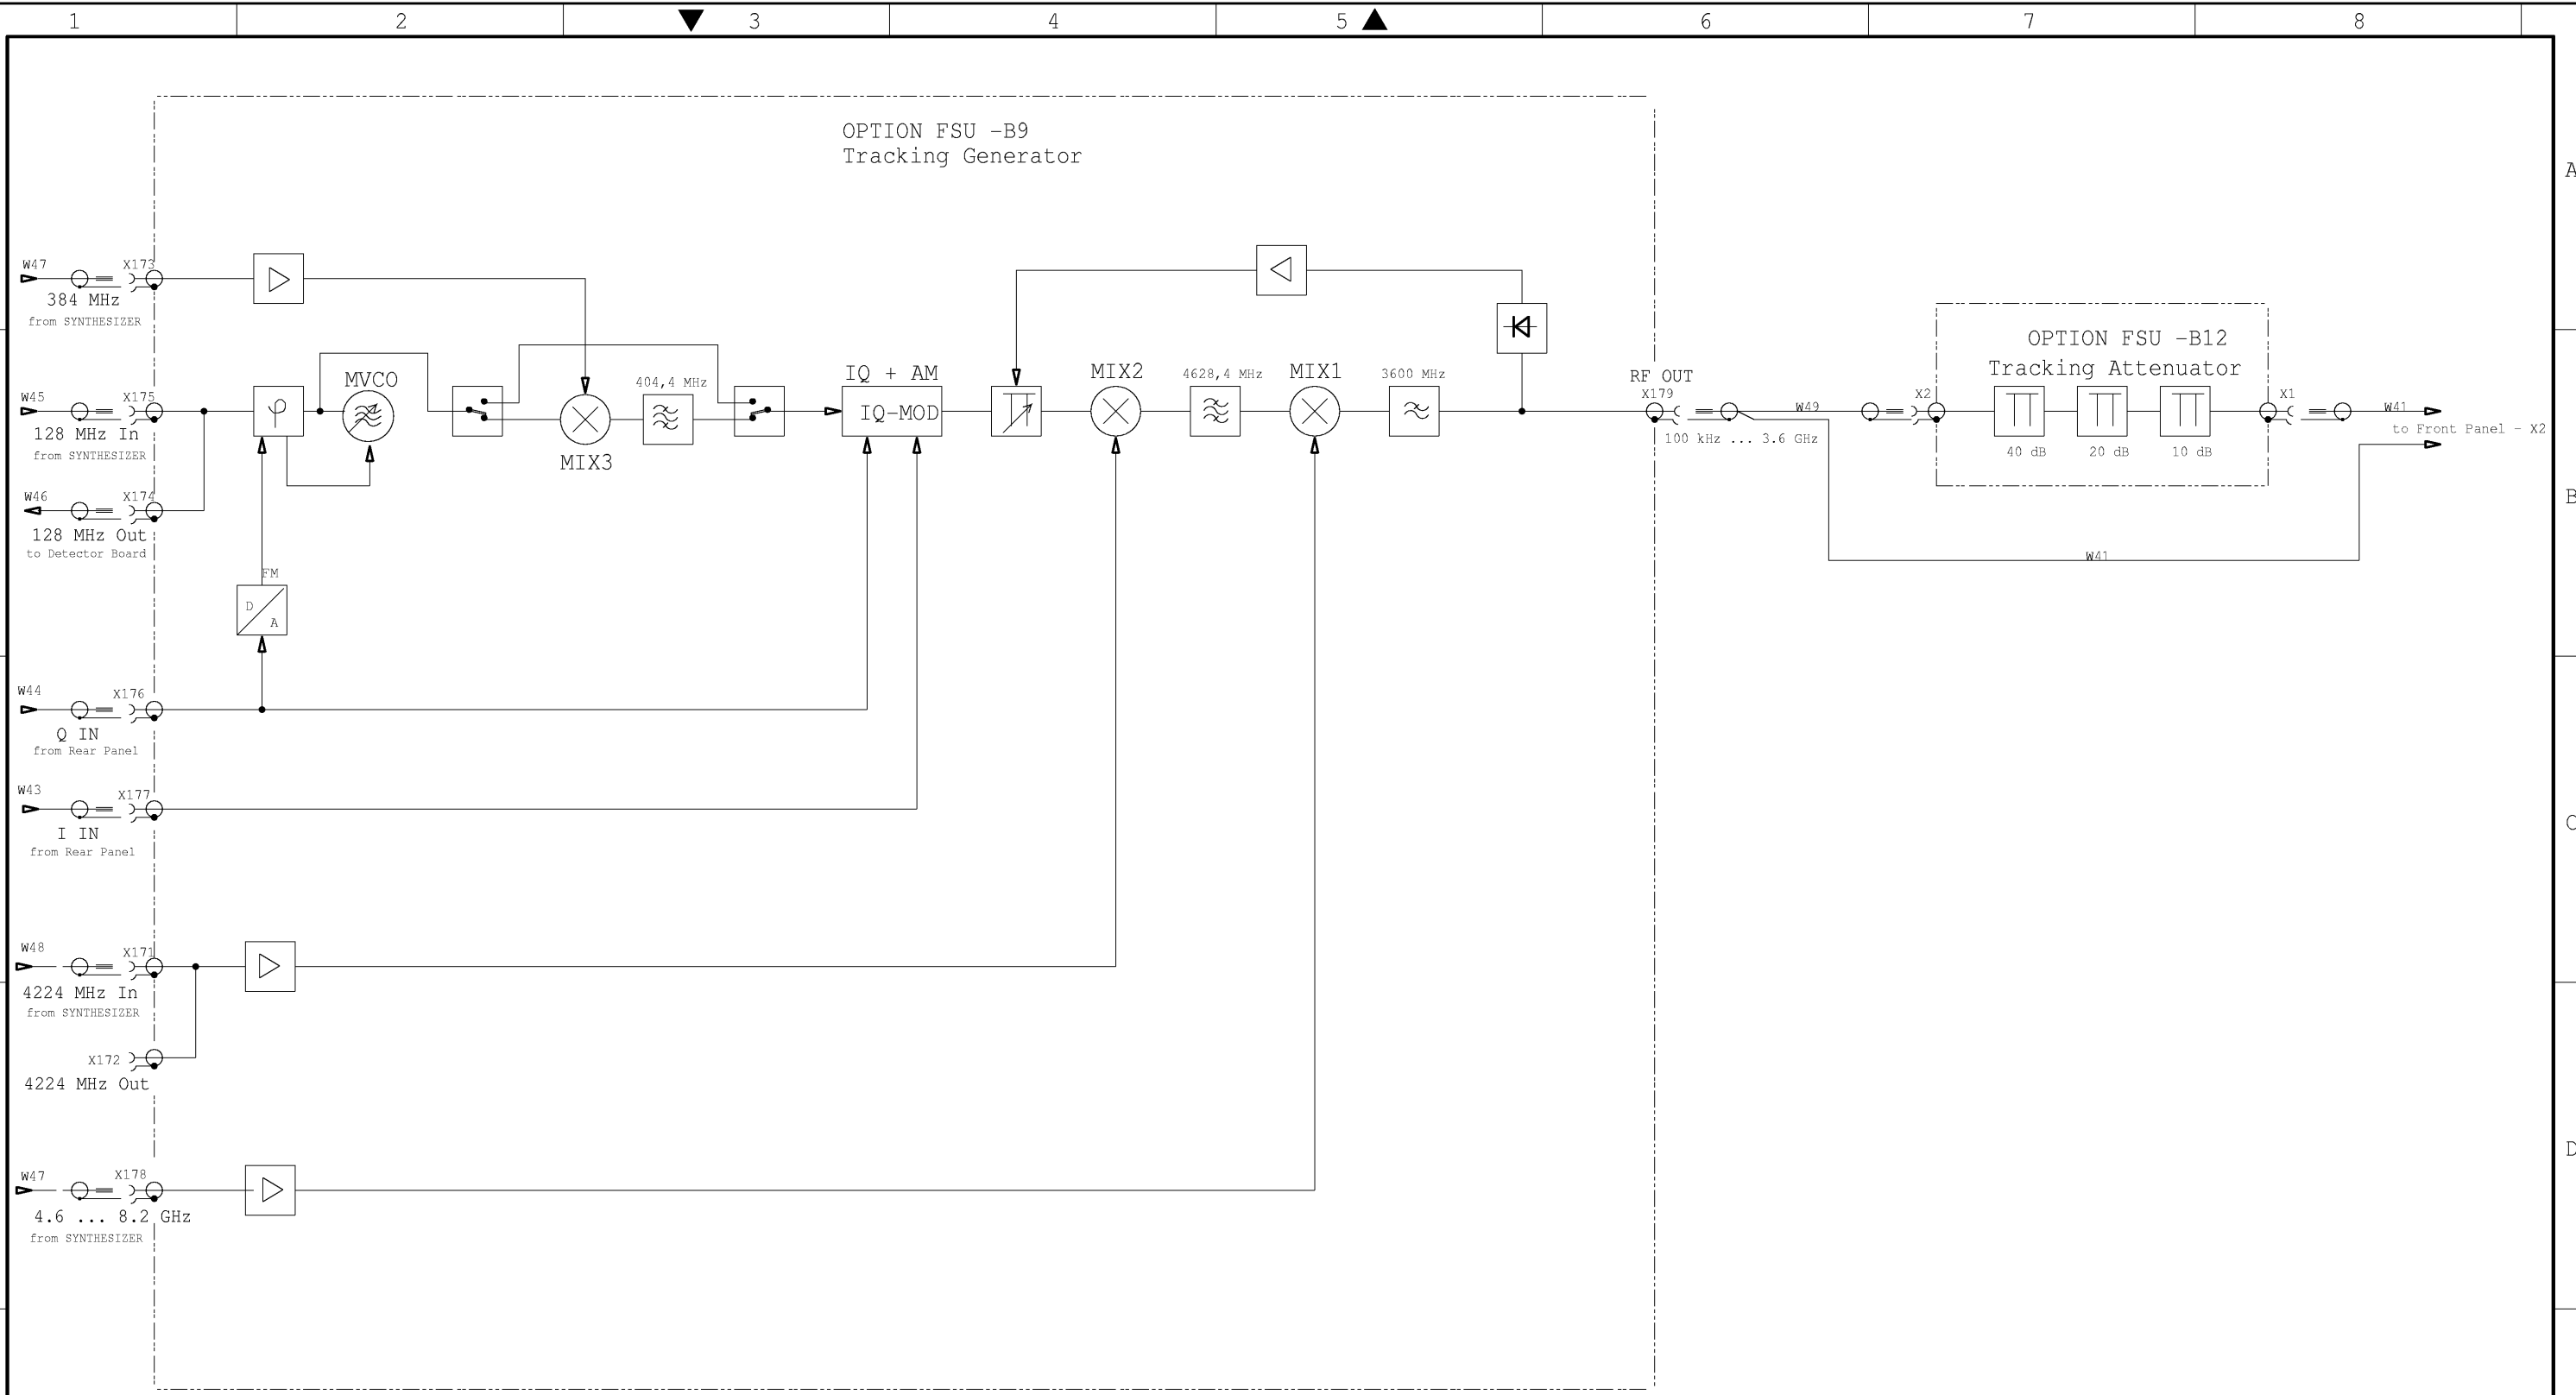 1 2 3 4 5 6 7 8
OPTION FSU -B9
Tracking Generator
A
W47 X173
384 MHz
from SYNTHESIZER
W45 X175
128 MHz In
from SYNTHESIZER
W46 X174
128 MHz Out
to Detector Board
φ
MVCO
MIX3
404,4 MHz
IQ + AM
IQ-MOD
MIX2
4628,4 MHz
MIX1
3600 MHz
RF OUT
X179
100 kHz ... 3.6 GHz
W49
X2
OPTION FSU -B12
Tracking Attenuator
40 dB 20 dB 10 dB
X1
W41
to Front Panel - X2
W41
B
FM
D
A
W44 X176
Q IN
from Rear Panel
W43 X177
I IN
from Rear Panel
C
W48 X171
4224 MHz In
from SYNTHESIZER
X172
4224 MHz Out
D
W47 X178
4.6 ... 8.2 GHz
from SYNTHESIZER